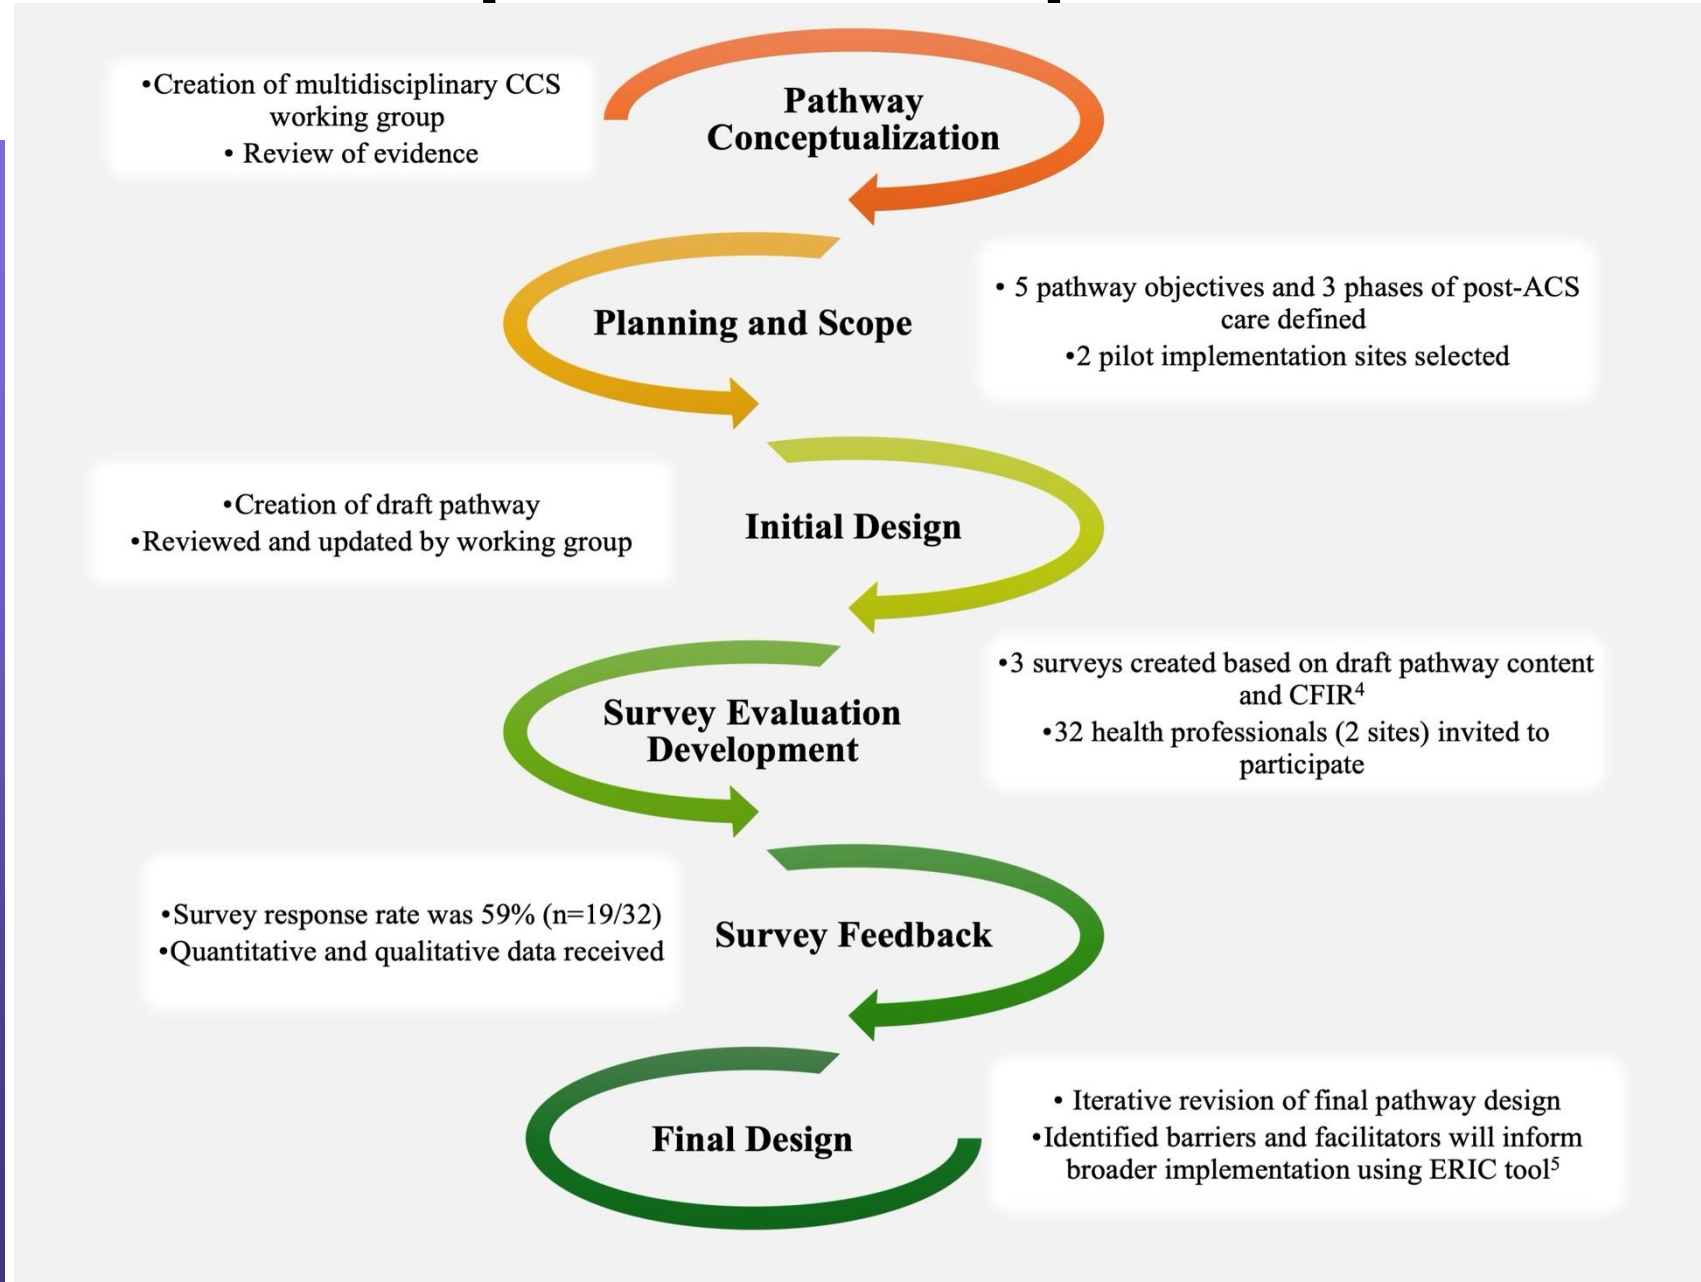 •Creation of multidisciplinary CCS
working group
• Review of evidence
Pathway
Conceptualization
Planning and Scope
• 5 pathway objectives and 3 phases of post-ACS
care defined
•2 pilot implementation sites selected
•Creation of draft pathway
•Reviewed and updated by working group
Initial Design
Survey Evaluation
Development
•3 surveys created based on draft pathway content
and CFIR⁴
•32 health professionals (2 sites) invited to
participate
•Survey response rate was 59% (n=19/32)
•Quantitative and qualitative data received
Survey Feedback
Final Design
• Iterative revision of final pathway design
•Identified barriers and facilitators will inform
broader implementation using ERIC tool⁵